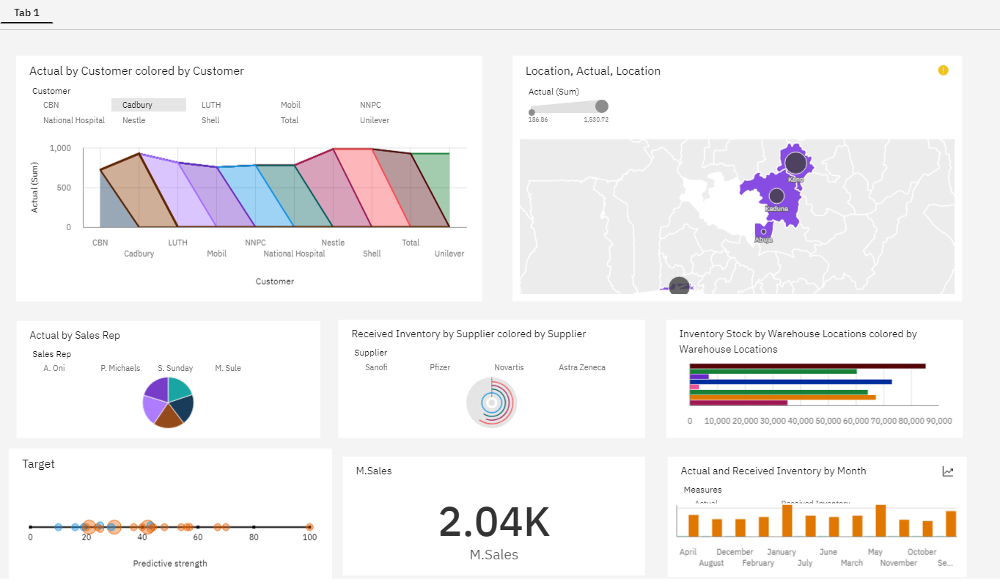 Tab 1
Actual by Customer colored by Customer
Customer
CBN Cadbury LUTH Mobil NNPC
National Hospital Nestle Shell Total Unilever
Actual (Sum)
1,000
500
0
CBN LUTH NNPC Nestle Total
Cadbury Mobil National Hospital Shell Unilever
Customer
Location, Actual, Location
Actual (Sum)
186.86 1,530.72
Kano
Kaduna
Abuja
Actual by Sales Rep
Sales Rep
A. Oni P. Michaels S. Sunday M. Sule
Received Inventory by Supplier colored by Supplier
Supplier
Sanofi Pfizer Novartis Astra Zeneca
Inventory Stock by Warehouse Locations colored by
Warehouse Locations
0 10,000 20,000 30,000 40,000 50,000 60,000 70,000 80,000 90,000
Target
0 20 40 60 80 100
Predictive strength
M.Sales
2.04K
M.Sales
Actual and Received Inventory by Month
Measures
Actual Received Inventory
April December January June May October
August February July March November Se...